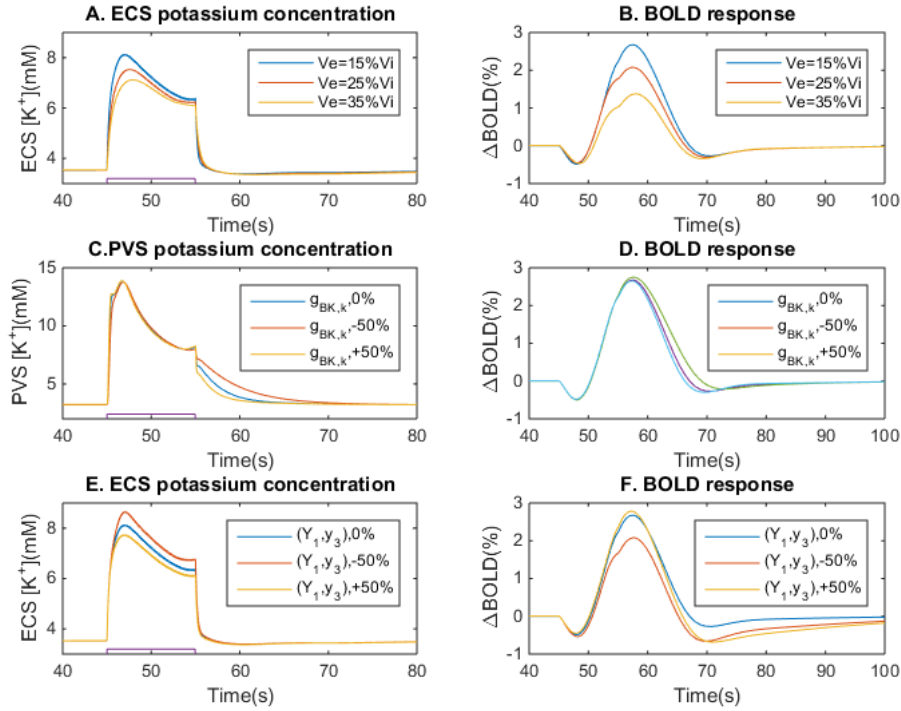 A. ECS potassium concentration
ECS [K+](mM)
8
6
4
Ve=15%Vi
Ve=25%Vi
Ve=35%Vi
40 50 60 70 80
Time(s)
B. BOLD response
ΔBOLD(%)
3
2
1
0
-1
Ve=15%Vi
Ve=25%Vi
Ve=35%Vi
40 50 60 70 80 90 100
Time(s)
C.PVS potassium concentration
PVS [K+](mM)
15
10
5
gBK,k,0%
gBK,k,-50%
gBK,k,+50%
40 50 60 70 80
Time(s)
D. BOLD response
ΔBOLD(%)
3
2
1
0
-1
gBK,k,0%
gBK,k,-50%
gBK,k,+50%
40 50 60 70 80 90 100
Time(s)
E. ECS potassium concentration
ECS [K+](mM)
8
6
4
(Y1,y3),0%
(Y1,y3),-50%
(Y1,y3),+50%
40 50 60 70 80
Time(s)
F. BOLD response
ΔBOLD(%)
3
2
1
0
-1
(Y1,y3),0%
(Y1,y3),-50%
(Y1,y3),+50%
40 50 60 70 80 90 100
Time(s)